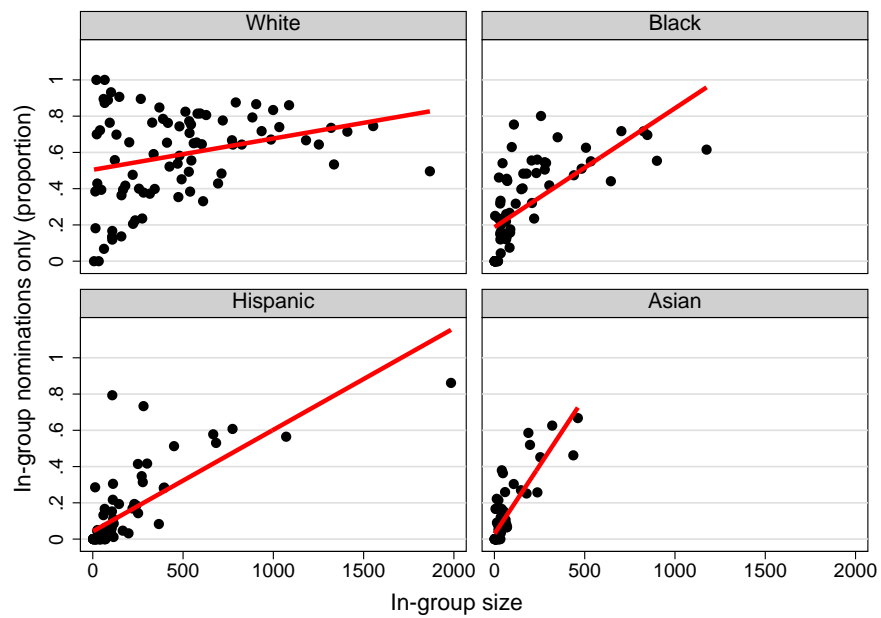 White
Black
In-group nominations only (proportion)
1
.8
.6
.4
.2
0
Hispanic
Asian
1
.8
.6
.4
.2
0
0 500 1000 1500 2000
0 500 1000 1500 2000
In-group size